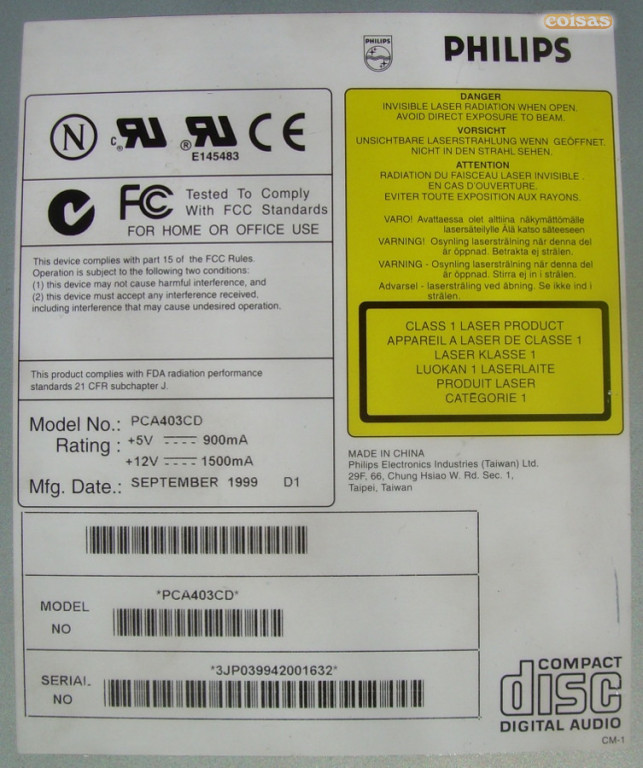 eoisas
PHILIPS
PHILIPS
N
c RU ® RU CE
E145483
FC Tested To Comply
With FCC Standards
FOR HOME OR OFFICE USE
This device complies with part 15 of the FCC Rules.
Operation is subject to the following two conditions:
(1) this device may not cause harmful interference, and
(2) this device must accept any interference received,
including interference that may cause undesired operation.
This product complies with FDA radiation performance
standards 21 CFR subchapter J.
Model No.: PCA403CD
Rating : +5V 900mA
+12V 1500mA
Mfg. Date.: SEPTEMBER 1999 D1
DANGER
INVISIBLE LASER RADIATION WHEN OPEN.
AVOID DIRECT EXPOSURE TO BEAM.
VORSICHT
UNSICHTBARE LASERSTRAHLUNG WENN GEÖFFNET.
NICHT IN DEN STRAHL SEHEN.
ATTENTION
RADIATION DU FAISCEAU LASER INVISIBLE .
EN CAS D'OUVERTURE.
EVITER TOUTE EXPOSITION AUX RAYONS.
VARO! Avattaessa olet alttiina näkymättömälle
lasersäteilylle Älä katso säteeseen
VARNING! Osynling laserstrålning när denna del
är öppnad. Betrakta ej strålen.
VARNING - Osynling laserstrålning när denna del
är öppnad. Stirra ej in i strålen.
Advarsel - laserstråling ved åbning. Se ikke ind i
strålen.
CLASS 1 LASER PRODUCT
APPAREIL A LASER DE CLASSE 1
LASER KLASSE 1
LUOKAN 1 LASERLAITE
PRODUIT LASER
CATÉGORIE 1
MADE IN CHINA
Philips Electronics Industries (Taiwan) Ltd.
29F, 66, Chung Hsiao W. Rd. Sec. 1,
Taipei, Taiwan
MODEL
NO
*PCA403CD*
SERIAL
NO
*3JP039942001632*
COMPACT
disc
DIGITAL AUDIO
CM-1